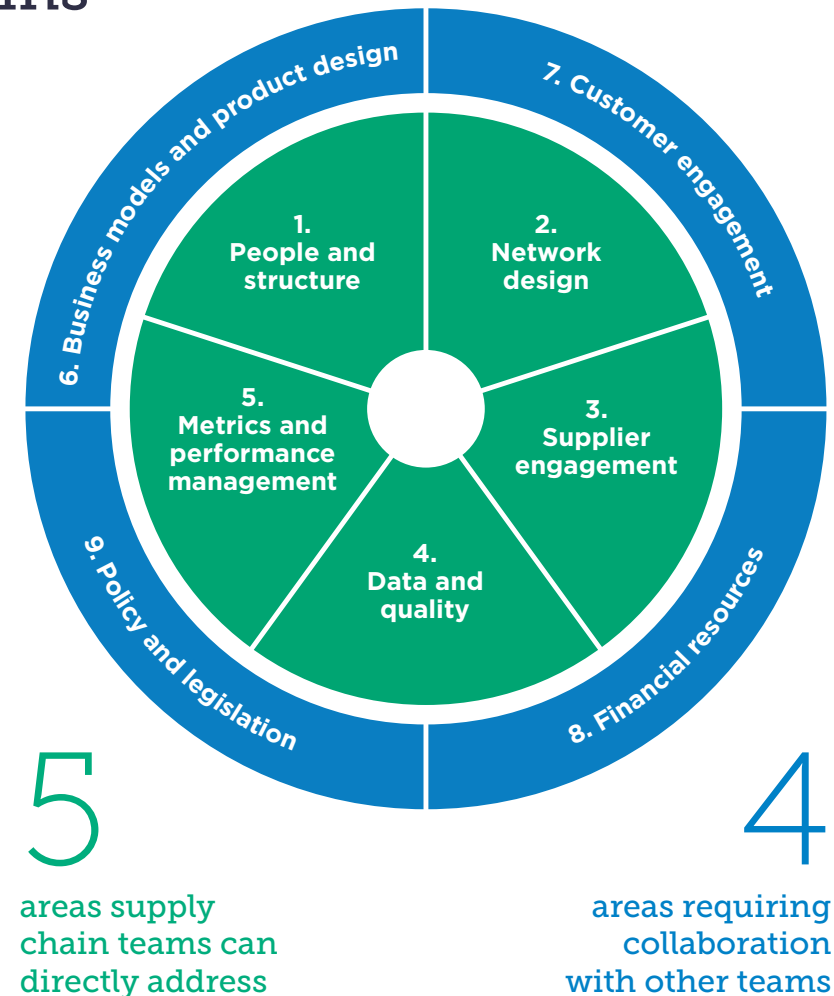 6. Business models and product design
7. Customer engagement
1.
People and
structure
2.
Network
design
3.
Supplier
engagement
4.
Data and
quality
5.
Metrics and
performance
management
8. Financial resources
9. Policy and legislation
5
areas supply
chain teams can
directly address
4
areas requiring
collaboration
with other teams